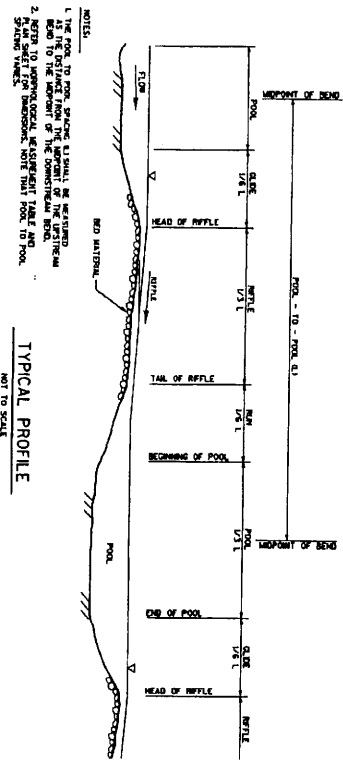 MIDPOINT OF BEND
POOL - TO - POOL (L)
MIDPOINT OF BEND
POOL
GLIDE
1/6 L
RIFFLE
1/3 L
RUN
1/6 L
POOL
1/3 L
GLIDE
1/6 L
RIFFLE
HEAD OF RIFFLE
TAIL OF RIFFLE
BEGINNING OF POOL
END OF POOL
HEAD OF RIFFLE
FLOW
RIFFLE
BED MATERIAL
POOL
NOTES:
1. THE POOL TO POOL SPACING (L) SHALL BE MEASURED
AS THE DISTANCE FROM THE MIDPOINT OF THE UPSTREAM
BEND TO THE MIDPOINT OF THE DOWNSTREAM BEND.
2. REFER TO MORPHOLOGICAL MEASUREMENT TABLE AND
PLAN SHEET FOR DIMENSIONS. NOTE THAT POOL TO POOL
SPACING VARIES.
TYPICAL PROFILE
NOT TO SCALE